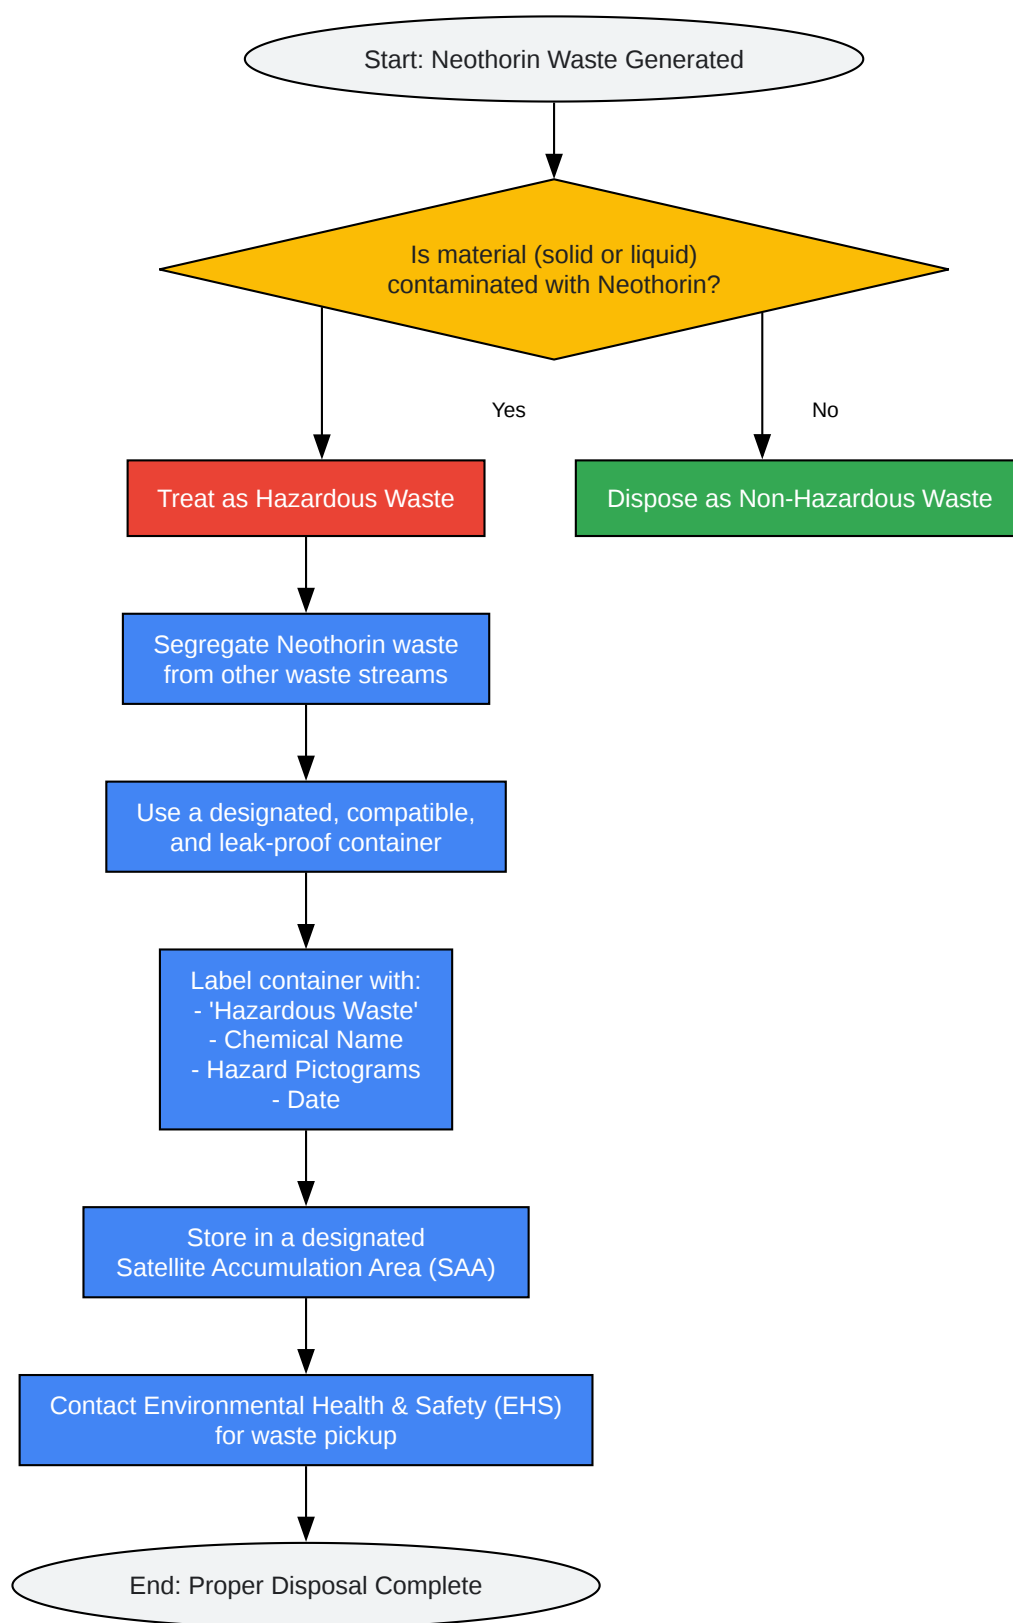 Start: Neothorin Waste Generated
Is material (solid or liquid)
contaminated with Neothorin?
Yes
No
Treat as Hazardous Waste
Dispose as Non-Hazardous Waste
Segregate Neothorin waste
from other waste streams
Use a designated, compatible,
and leak-proof container
Label container with:
- 'Hazardous Waste'
- Chemical Name
- Hazard Pictograms
- Date
Store in a designated
Satellite Accumulation Area (SAA)
Contact Environmental Health & Safety (EHS)
for waste pickup
End: Proper Disposal Complete